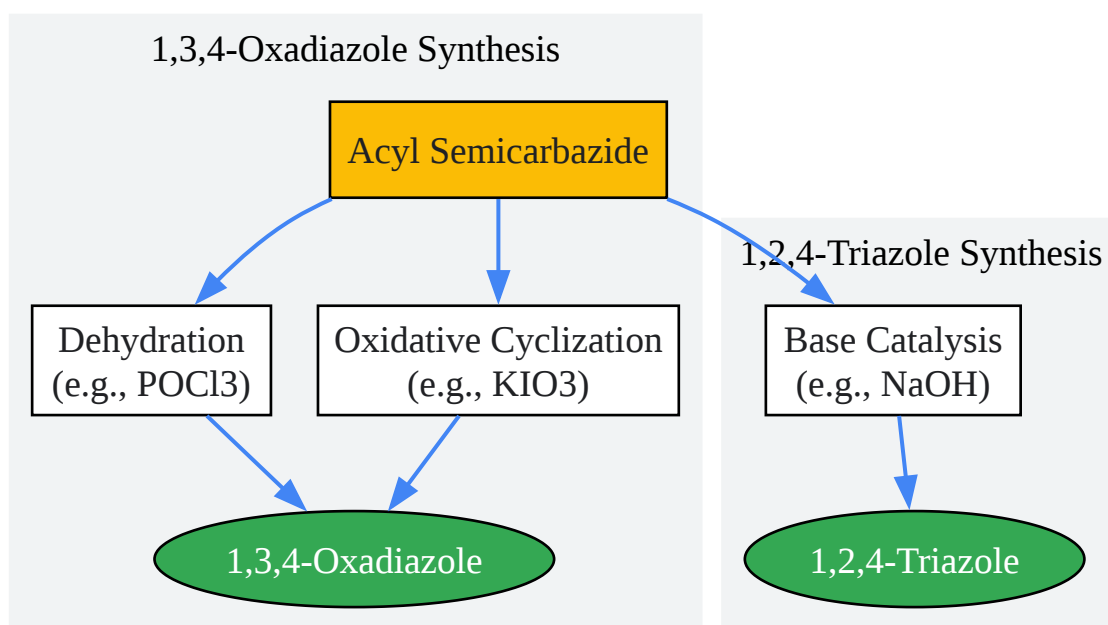 1,3,4-Oxadiazole Synthesis
Acyl Semicarbazide
1,2,4-Triazole Synthesis
Dehydration
(e.g., POCl3)
Oxidative Cyclization
(e.g., KIO3)
Base Catalysis
(e.g., NaOH)
1,3,4-Oxadiazole
1,2,4-Triazole